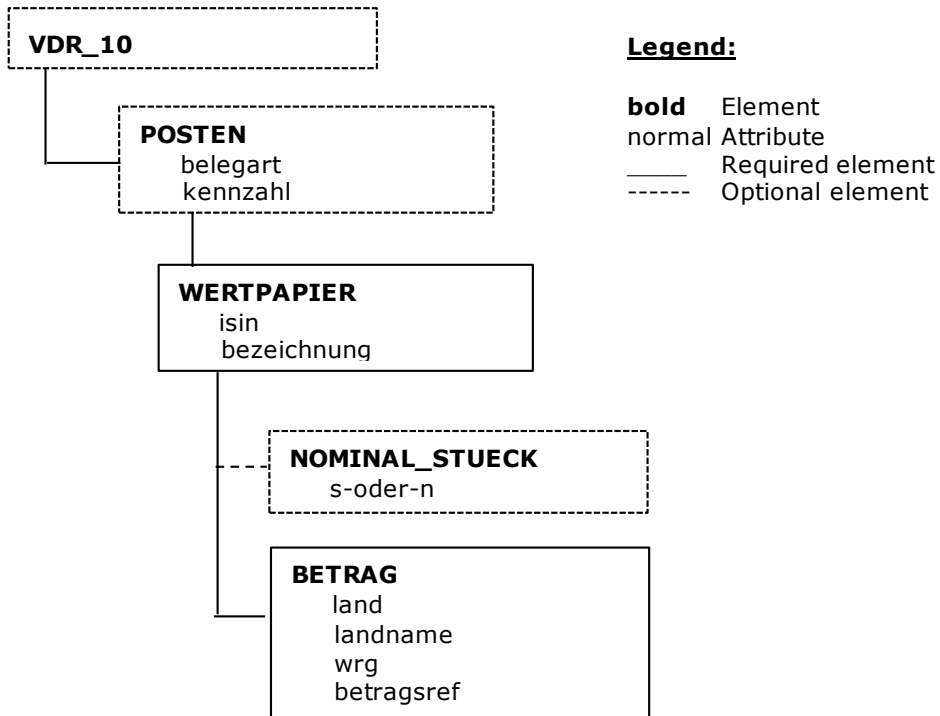 VDR_10
Legend:
bold Element
normal Attribute
____ Required element
------ Optional element
POSTEN
belegart
kennzahl
WERTPAPIER
isin
bezeichnung
NOMINAL_STUECK
s-oder-n
BETRAG
land
landname
wrg
betragsref